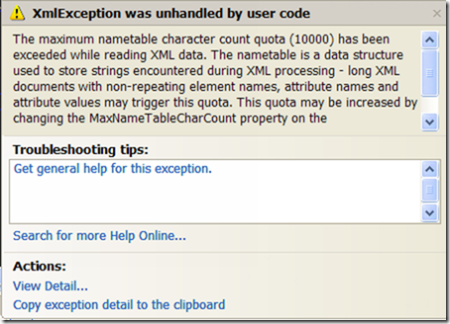 XmlException was unhandled by user code
The maximum nametable character count quota (10000) has been
exceeded while reading XML data. The nametable is a data structure
used to store strings encountered during XML processing - long XML
documents with non-repeating element names, attribute names and
attribute values may trigger this quota. This quota may be increased by
changing the MaxNameTableCharCount property on the
Troubleshooting tips:
Get general help for this exception.
Search for more Help Online...
Actions:
View Detail...
Copy exception detail to the clipboard